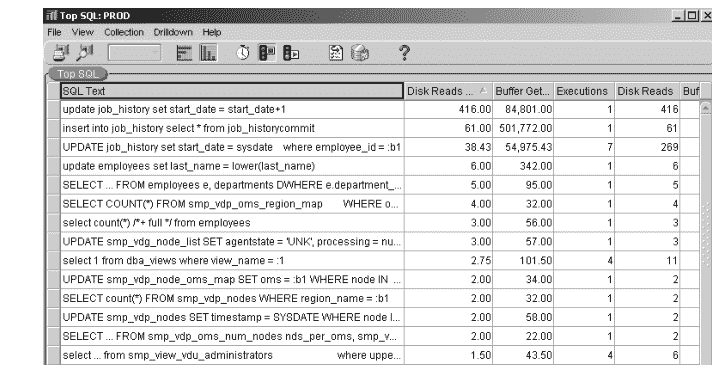 Top SQL: PROD
File View Collection Drilldown Help
Top SQL
SQL Text Disk Reads ... Buffer Get... Executions Disk Reads Buf
update job_history set start_date = start_date+1 416.00 84,801.00 1 416
insert into job_history select * from job_historycommit 61.00 501,772.00 1 61
UPDATE job_history set start_date = sysdate where employee_id = :b1 38.43 54,975.43 7 269
update employees set last_name = lower(last_name) 6.00 342.00 1 6
SELECT ... FROM employees e, departments DWHERE e.department_... 5.00 95.00 1 5
SELECT COUNT(*) FROM smp_vdp_oms_region_map WHERE o... 4.00 32.00 1 4
select count(*) /*+ full */ from employees 3.00 56.00 1 3
UPDATE smp_vdg_node_list SET agentstate = 'UNK', processing = nu... 3.00 57.00 1 3
select 1 from dba_views where view_name = :1 2.75 101.50 4 11
UPDATE smp_vdp_node_oms_map SET oms = :b1 WHERE node IN ... 2.00 34.00 1 2
SELECT count(*) FROM smp_vdp_nodes WHERE region_name = :b1 2.00 32.00 1 2
UPDATE smp_vdp_nodes SET timestamp = SYSDATE WHERE node I... 2.00 58.00 1 2
SELECT ... FROM smp_vdp_oms_num_nodes nds_per_oms, smp_v... 2.00 22.00 1 2
select ... from smp_view_vdu_administrators where uppe... 1.50 43.50 4 6